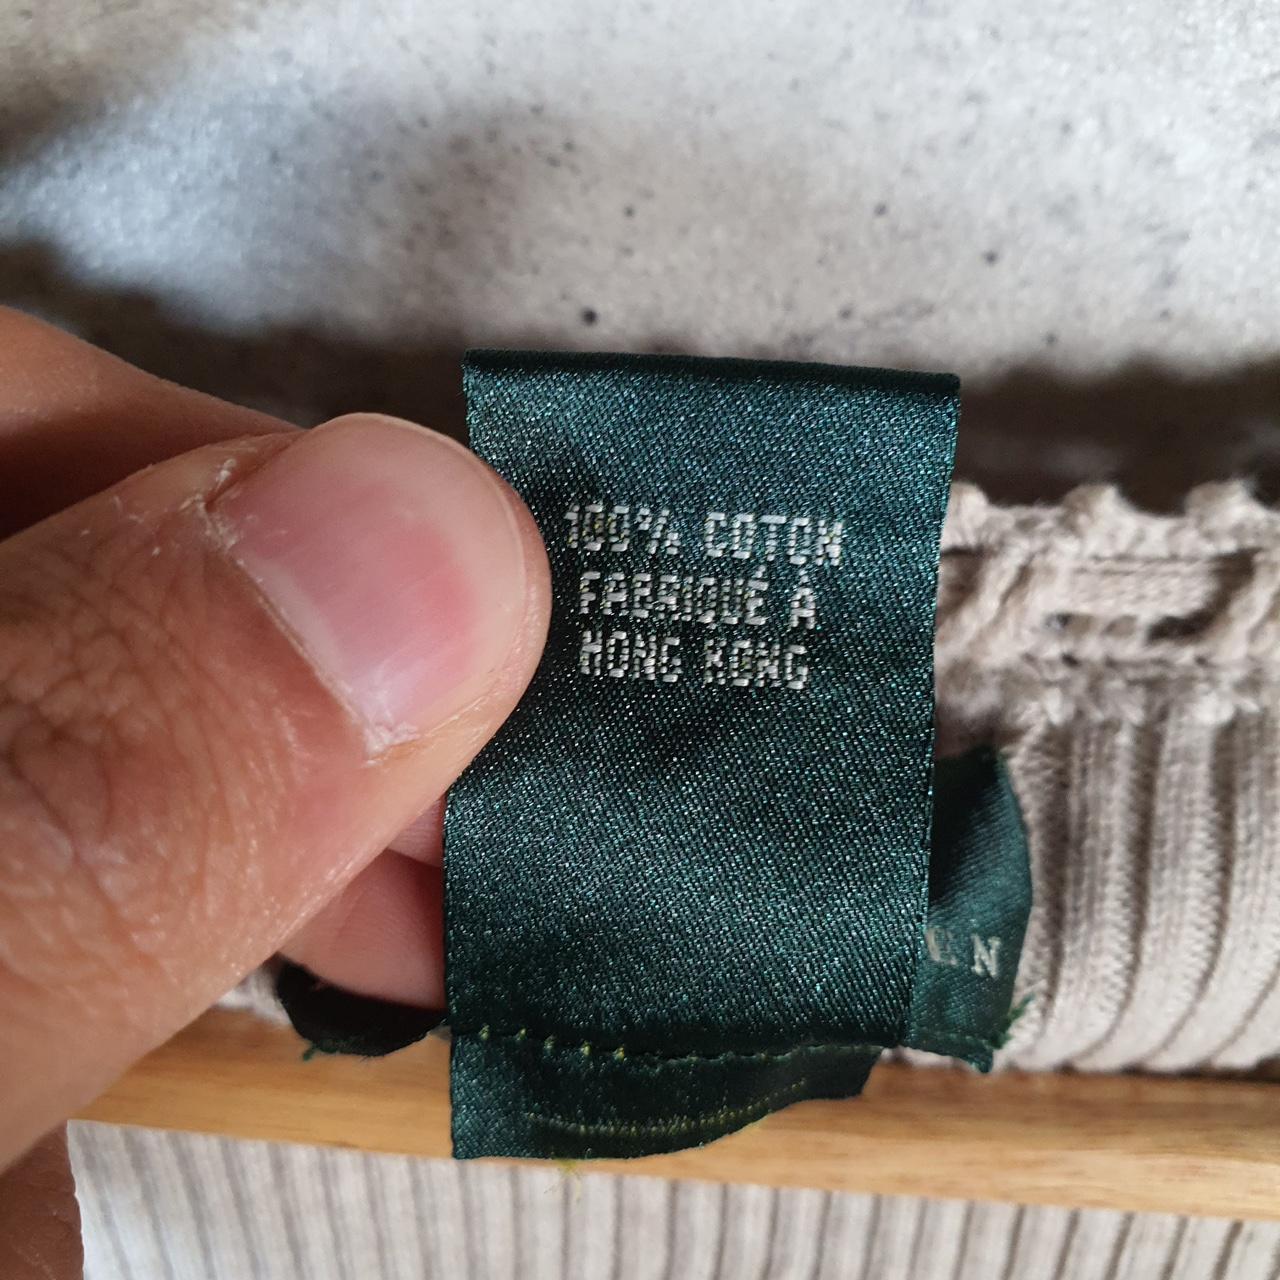 100% COTON
FABRIQUÉ À
HONG KONG